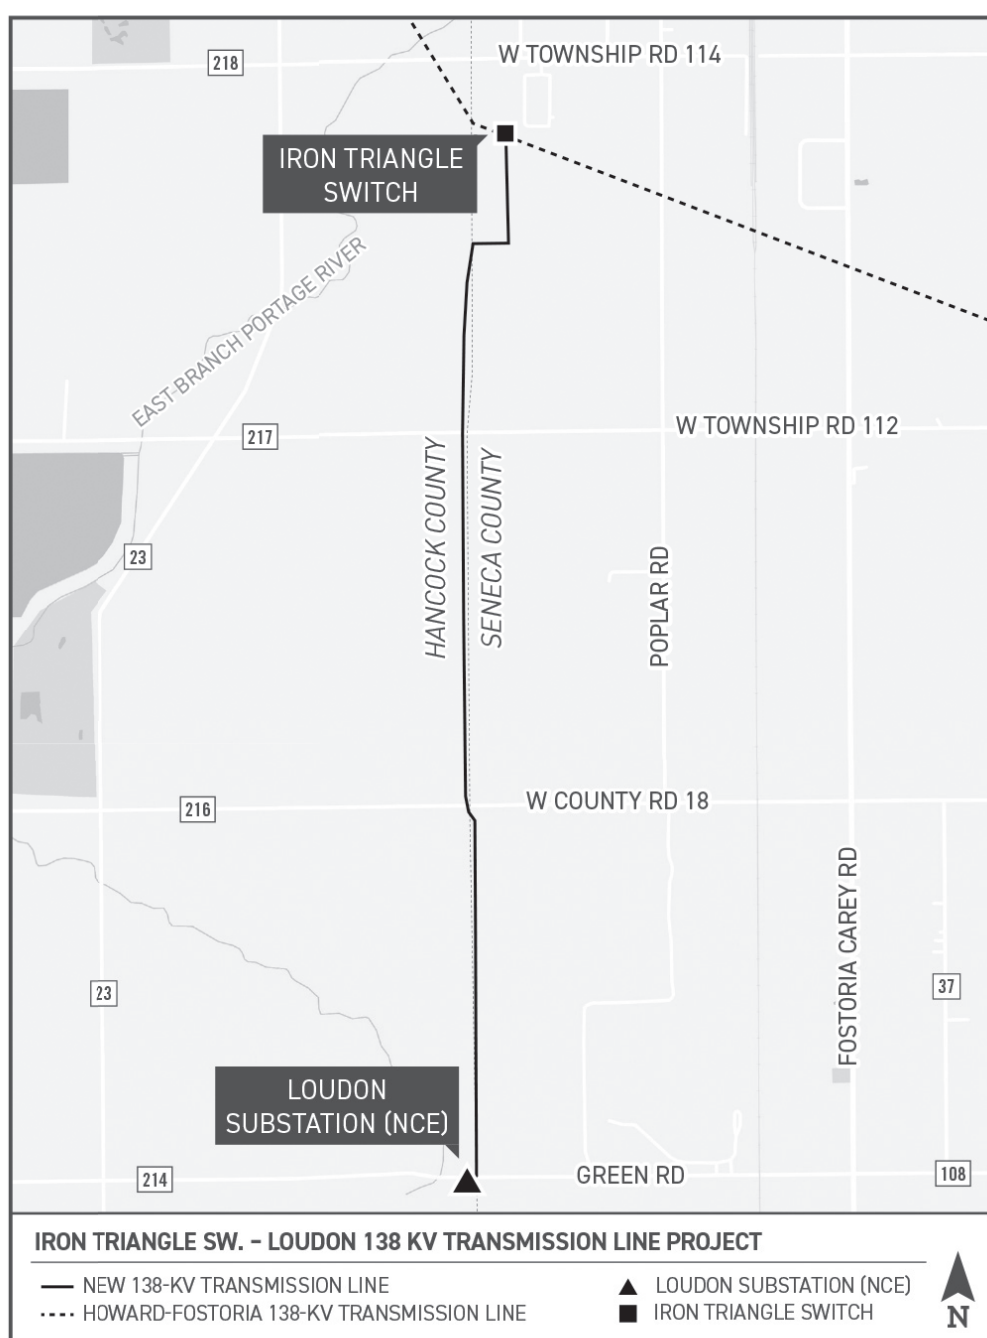 W TOWNSHIP RD 114
218
IRON TRIANGLE
SWITCH
EAST BRANCH PORTAGE RIVER
W TOWNSHIP RD 112
217
HANCOCK COUNTY
SENECA COUNTY
23
POPLAR RD
W COUNTY RD 18
216
FOSTORIA CAREY RD
23
37
LOUDON
SUBSTATION (NCE)
GREEN RD
214
108
IRON TRIANGLE SW. – LOUDON 138 KV TRANSMISSION LINE PROJECT
NEW 138-KV TRANSMISSION LINE
HOWARD-FOSTORIA 138-KV TRANSMISSION LINE
LOUDON SUBSTATION (NCE)
IRON TRIANGLE SWITCH
N